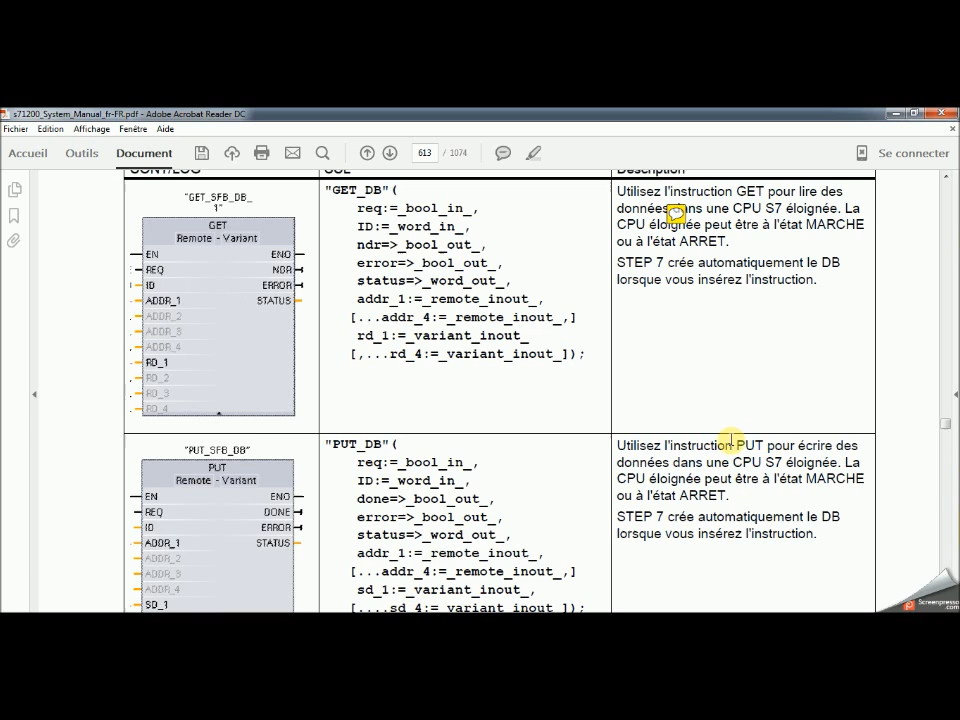 s71200_System_Manual_fr-FR.pdf - Adobe Acrobat Reader DC
Fichier Edition Affichage Fenêtre Aide
Accueil Outils Document 613 / 1074 Se connecter
CONT/LOG SCL Description
"GET_SFB_DB_
1"
GET
Remote - Variant
EN ENO
REQ NDR
ID ERROR
ADDR_1 STATUS
ADDR_2
ADDR_3
ADDR_4
RD_1
RD_2
RD_3
RD_4
"GET_DB"(
req:=_bool_in_,
ID:=_word_in_,
ndr=>_bool_out_,
error=>_bool_out_,
status=>_word_out_,
addr_1:=_remote_inout_,
[...addr_4:=_remote_inout_,]
rd_1:=_variant_inout_
[,...rd_4:=_variant_inout_]);
Utilisez l'instruction GET pour lire des
données dans une CPU S7 éloignée. La
CPU éloignée peut être à l'état MARCHE
ou à l'état ARRET.
STEP 7 crée automatiquement le DB
lorsque vous insérez l'instruction.
"PUT_SFB_DB"
PUT
Remote - Variant
EN ENO
REQ DONE
ID ERROR
ADDR_1 STATUS
ADDR_2
ADDR_3
ADDR_4
SD_1
"PUT_DB"(
req:=_bool_in_,
ID:=_word_in_,
done=>_bool_out_,
error=>_bool_out_,
status=>_word_out_,
addr_1:=_remote_inout_,
[...addr_4:=_remote_inout_,]
sd_1:=_variant_inout_,
[,...sd_4:=_variant_inout_]);
Utilisez l'instruction PUT pour écrire des
données dans une CPU S7 éloignée. La
CPU éloignée peut être à l'état MARCHE
ou à l'état ARRET.
STEP 7 crée automatiquement le DB
lorsque vous insérez l'instruction.
Screenpresso
.com